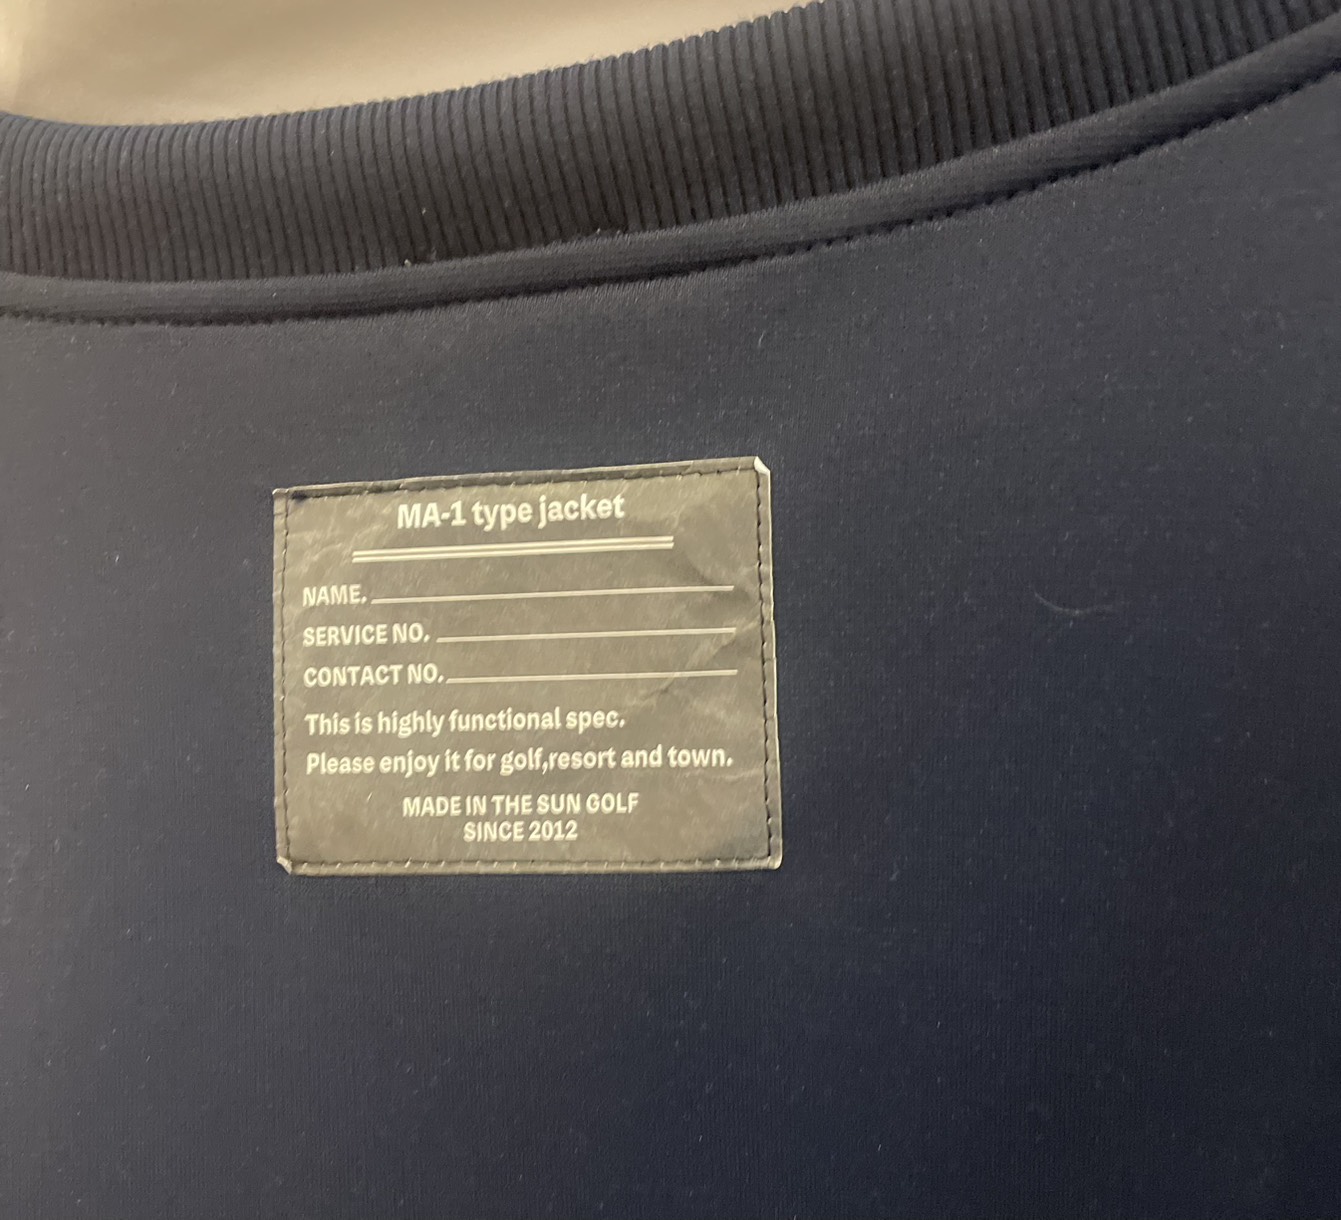 MA-1 type jacket
NAME.
SERVICE NO.
CONTACT NO.
This is highly functional spec.
Please enjoy it for golf,resort and town.
MADE IN THE SUN GOLF
SINCE 2012